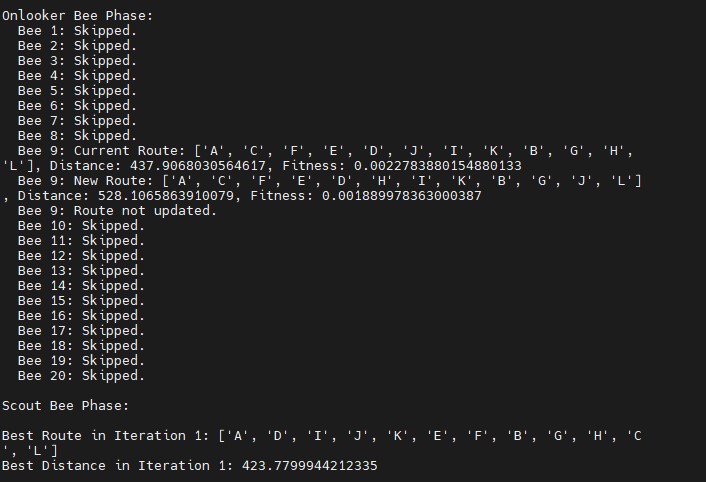 Onlooker Bee Phase:
  Bee 1: Skipped.
  Bee 2: Skipped.
  Bee 3: Skipped.
  Bee 4: Skipped.
  Bee 5: Skipped.
  Bee 6: Skipped.
  Bee 7: Skipped.
  Bee 8: Skipped.
  Bee 9: Current Route: ['A', 'C', 'F', 'E', 'D', 'J', 'I', 'K', 'B', 'G', 'H',
'L'], Distance: 437.9068030564617, Fitness: 0.0022783880154880133
  Bee 9: New Route: ['A', 'C', 'F', 'E', 'D', 'H', 'I', 'K', 'B', 'G', 'J', 'L']
, Distance: 528.1065863910079, Fitness: 0.001889978363000387
  Bee 9: Route not updated.
  Bee 10: Skipped.
  Bee 11: Skipped.
  Bee 12: Skipped.
  Bee 13: Skipped.
  Bee 14: Skipped.
  Bee 15: Skipped.
  Bee 16: Skipped.
  Bee 17: Skipped.
  Bee 18: Skipped.
  Bee 19: Skipped.
  Bee 20: Skipped.

Scout Bee Phase:

Best Route in Iteration 1: ['A', 'D', 'I', 'J', 'K', 'E', 'F', 'B', 'G', 'H', 'C
', 'L']
Best Distance in Iteration 1: 423.7799944212335